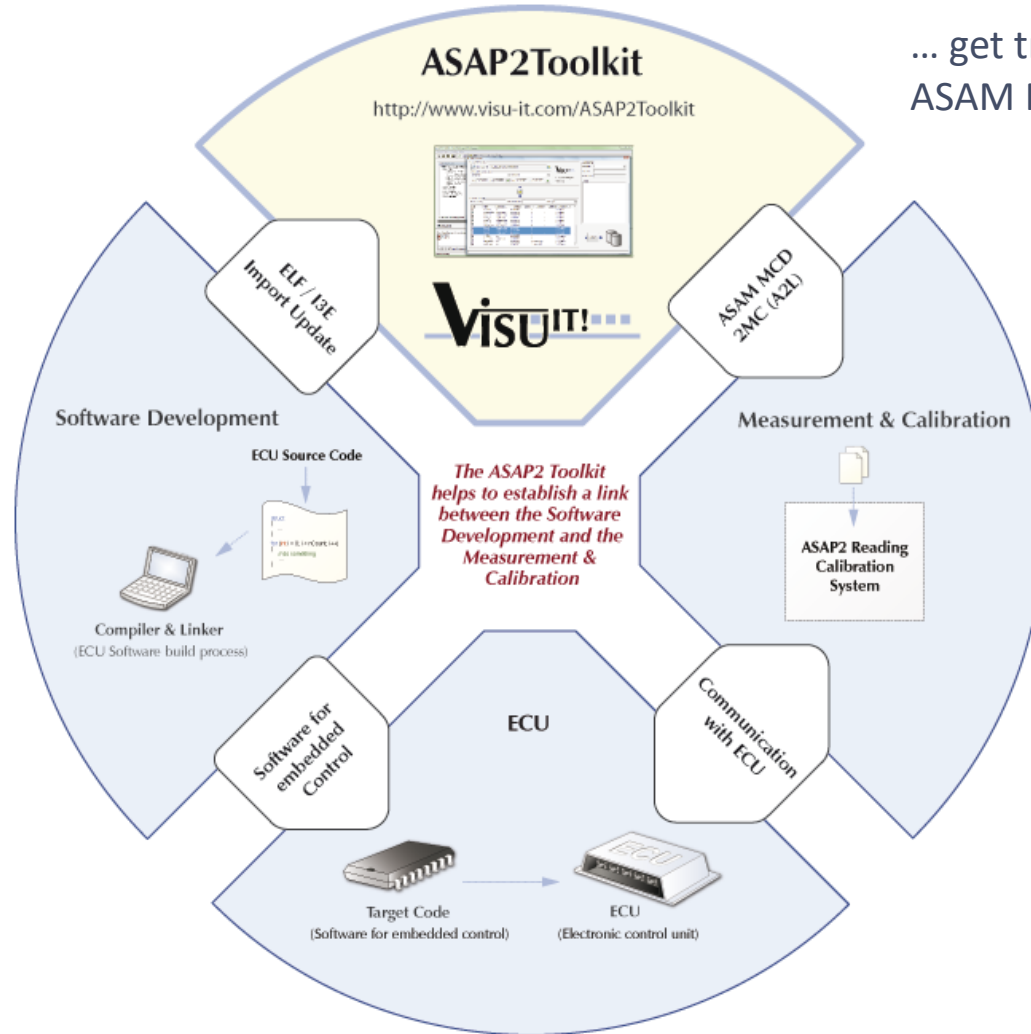 ... get t
ASAM
ASAP2Toolkit
http://www.visu-it.com/ASAP2Toolkit
VISU IT!
ELF / I3E
Import Update
ASAM MCD
2MC (A2L)
Software Development
ECU Source Code
Compiler & Linker
(ECU Software build process)
The ASAP2 Toolkit
helps to establish a link
between the Software
Development and the
Measurement &
Calibration
Measurement & Calibration
ASAP2 Reading
Calibration
System
Software for
embedded
Control
ECU
Communication
with ECU
Target Code
(Software for embedded control)
ECU
ECU
(Electronic control unit)